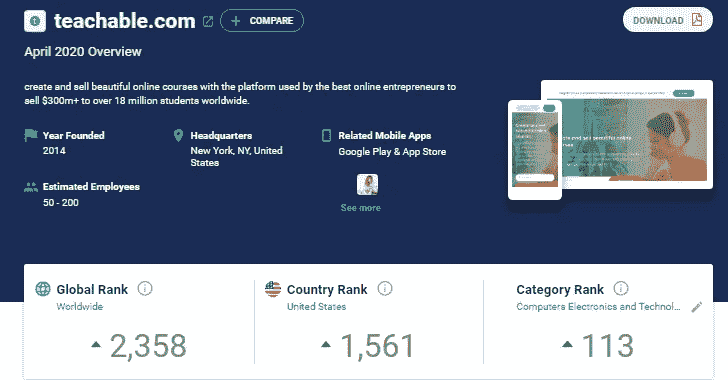 teachable.com
COMPARE
DOWNLOAD
April 2020 Overview
create and sell beautiful online courses with the platform used by the best online entrepreneurs to
sell $300m+ to over 18 million students worldwide.
Year Founded
2014
Headquarters
New York, NY, United
States
Related Mobile Apps
Google Play & App Store
See more
Estimated Employees
50 - 200
Global Rank
Worldwide
2,358
Country Rank
United States
1,561
Category Rank
Computers Electronics and Technol...
113